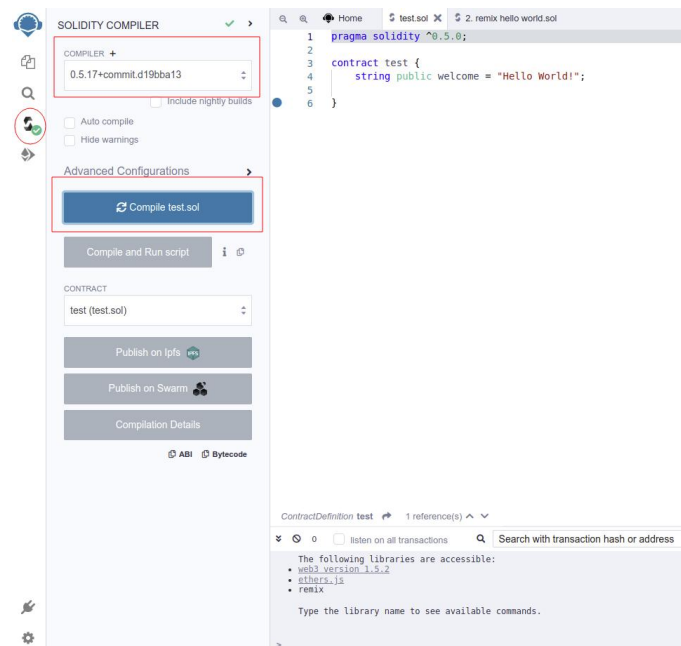 SOLIDITY COMPILER
COMPILER +
0.5.17+commit.d19bba13
Include nightly builds
Auto compile
Hide warnings
Advanced Configurations
Compile test.sol
Compile and Run script
i
CONTRACT
test (test.sol)
Publish on Ipfs
IPFS
Publish on Swarm
Compilation Details
ABI Bytecode
Home test.sol 2. remix hello world.sol
1 pragma solidity ^0.5.0;
2
3 contract test {
4 string public welcome = "Hello World!";
5
6 }
ContractDefinition test 1 reference(s)
0 listen on all transactions Search with transaction hash or address
The following libraries are accessible:
• web3 version 1.5.2
• ethers.js
• remix
Type the library name to see available commands.
>